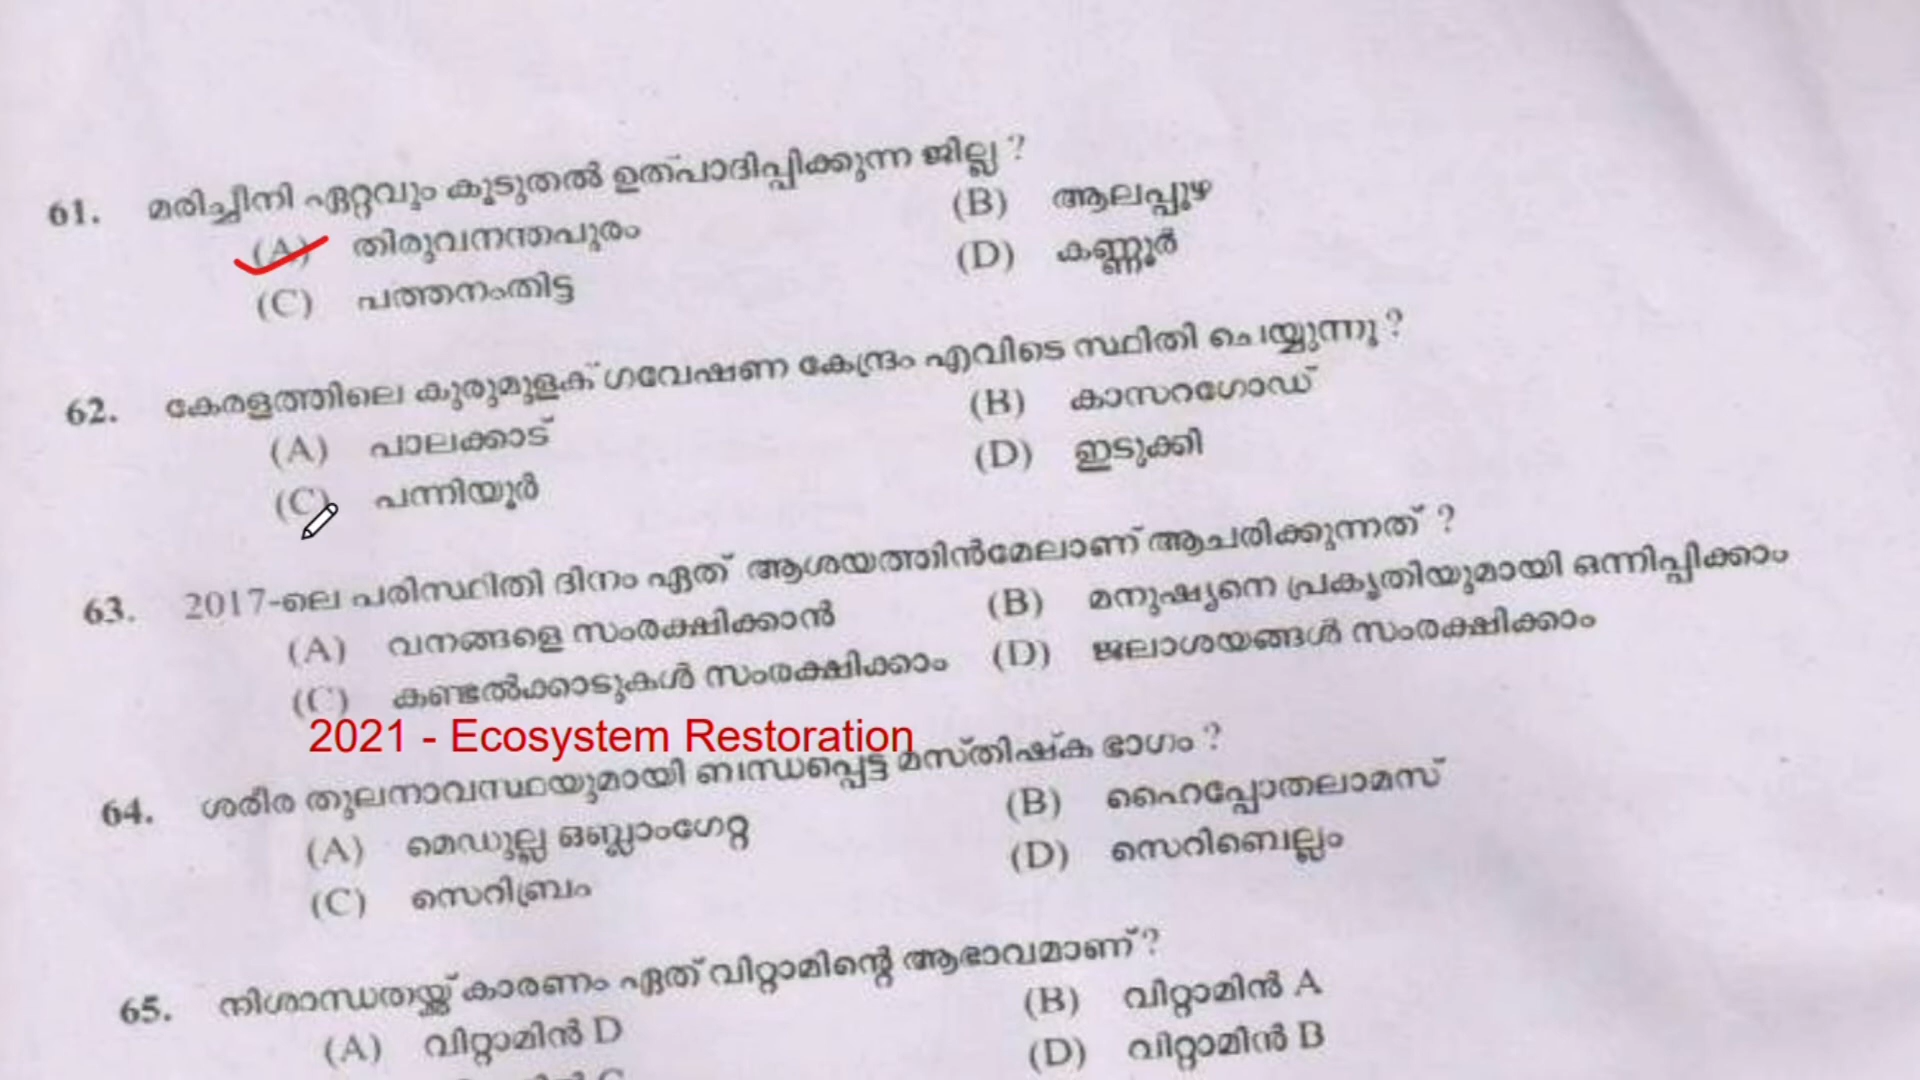 61. മരിച്ചീനി ഏറ്റവും കൂടുതൽ ഉത്പാദിപ്പിക്കുന്ന ജില്ല ?
(A) തിരുവനന്തപുരം (B) ആലപ്പുഴ
(C) പത്തനംതിട്ട (D) കണ്ണൂർ
62. കേരളത്തിലെ കുരുമുളക് ഗവേഷണ കേന്ദ്രം എവിടെ സ്ഥിതി ചെയ്യുന്നു ?
(A) പാലക്കാട് (B) കാസറഗോഡ്
(C) പന്നിയൂർ (D) ഇടുക്കി
63. 2017-ലെ പരിസ്ഥിതി ദിനം ഏത് ആശയത്തിൻമേലാണ് ആചരിക്കുന്നത് ?
(A) വനങ്ങളെ സംരക്ഷിക്കാൻ (B) മനുഷ്യനെ പ്രകൃതിയുമായി ഒന്നിപ്പിക്കാം
(C) കണ്ടൽക്കാടുകൾ സംരക്ഷിക്കാം (D) ജലാശയങ്ങൾ സംരക്ഷിക്കാം
2021 - Ecosystem Restoration
64. ശരീര തുലനാവസ്ഥയുമായി ബന്ധപ്പെട്ട മസ്തിഷ്ക ഭാഗം ?
(A) മെഡുല്ല ഒബ്ലാംഗേറ്റ (B) ഹൈപ്പോതലാമസ്
(C) സെറിബ്രം (D) സെറിബെല്ലം
65. നിശാന്ധതയ്ക്ക് കാരണം ഏത് വിറ്റാമിന്റെ ആഭാവമാണ് ?
(A) വിറ്റാമിൻ D (B) വിറ്റാമിൻ A
(D) വിറ്റാമിൻ B